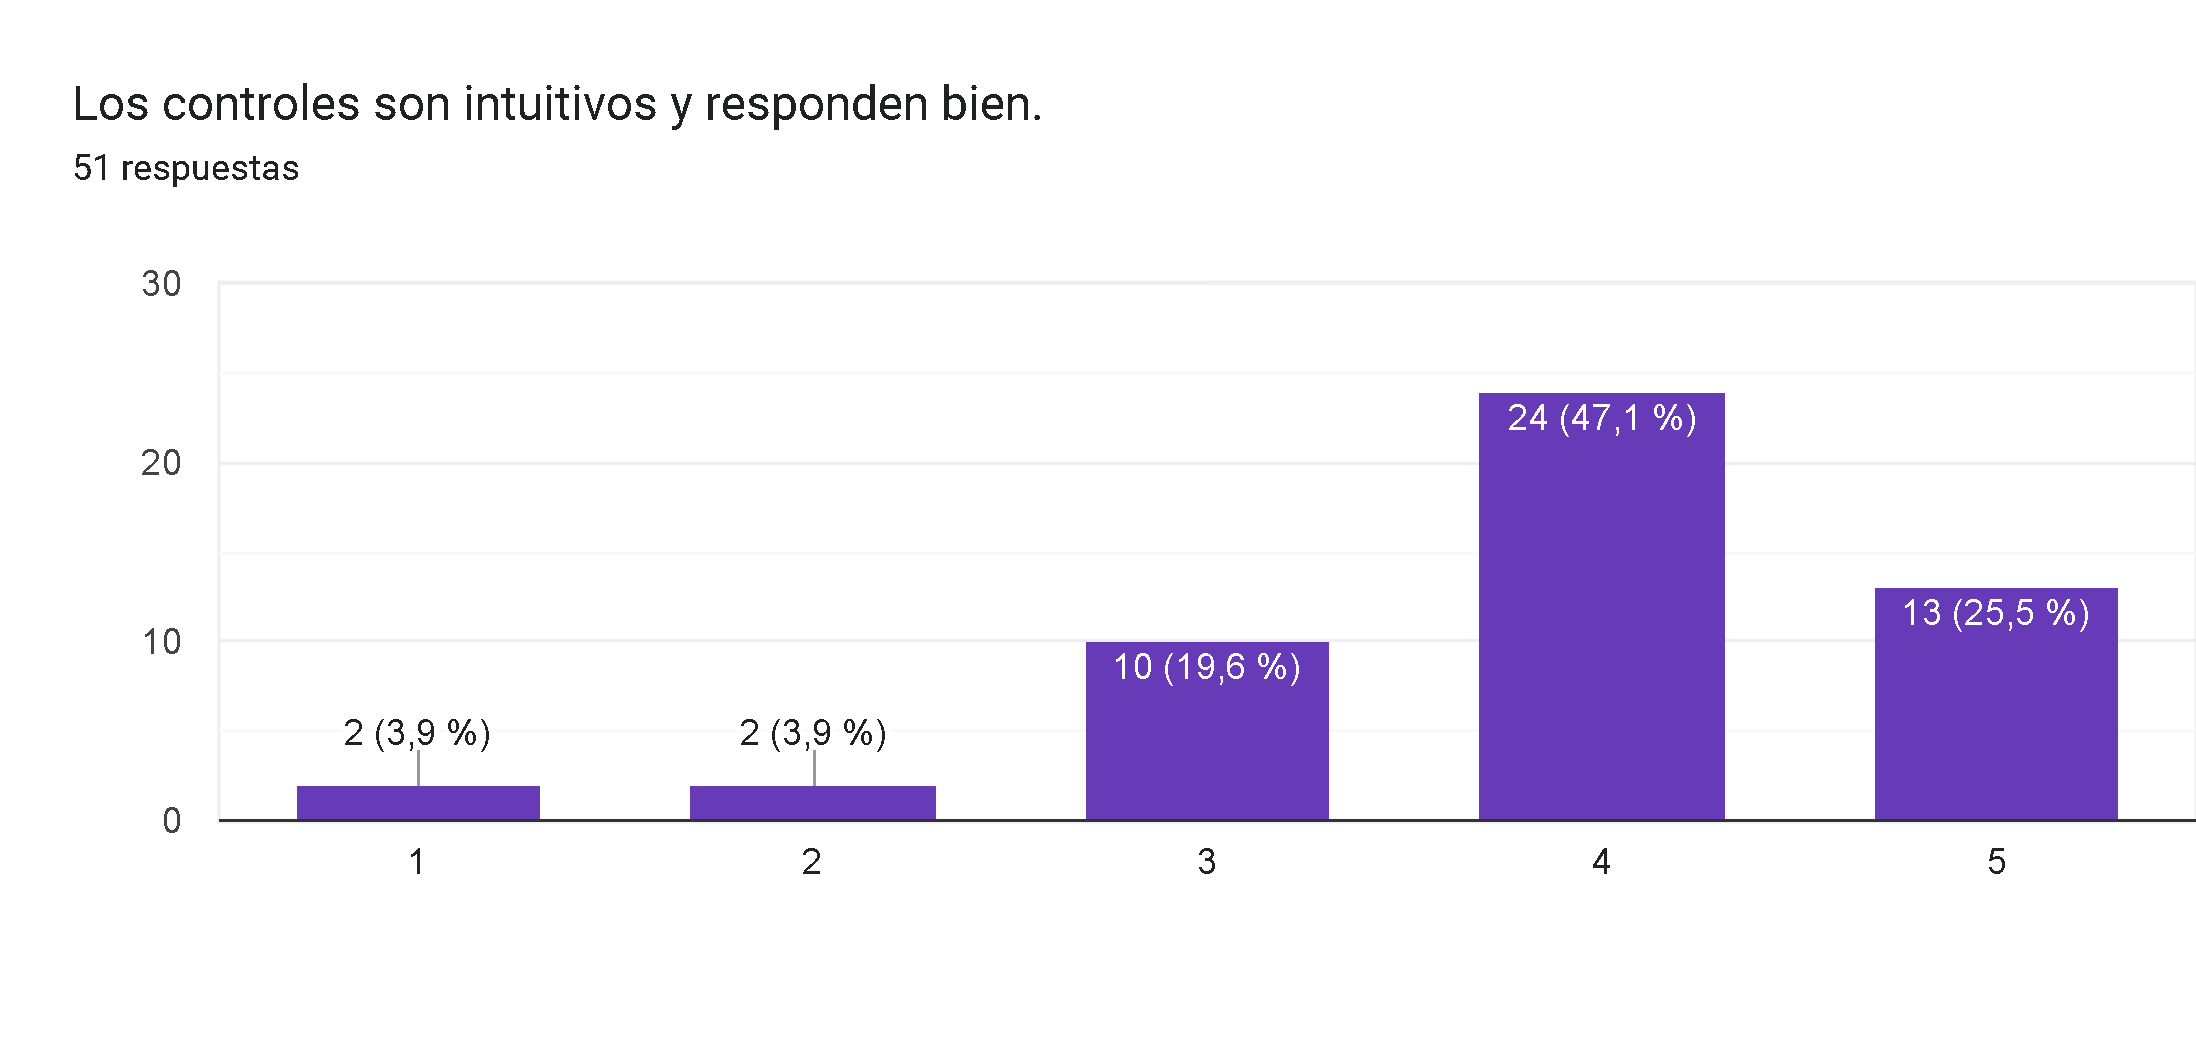 Los controles son intuitivos y responden bien.
51 respuestas
30
20
10
0
2 (3,9 %)
2 (3,9 %)
10 (19,6 %)
24 (47,1 %)
13 (25,5 %)
1
2
3
4
5